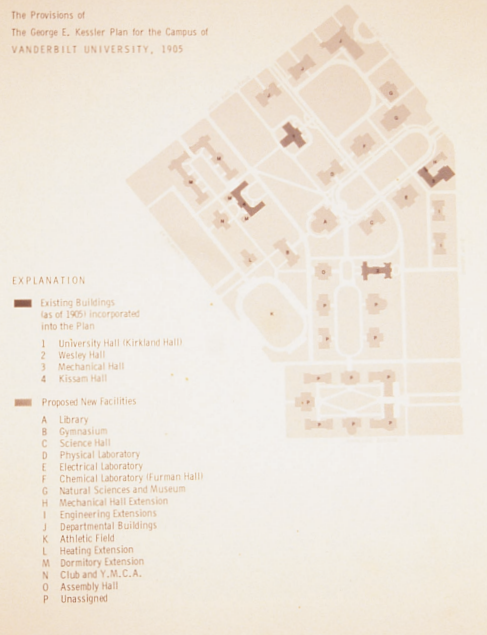 The Provisions of
The George E. Kessler Plan for the Campus of
VANDERBILT UNIVERSITY, 1905
EXPLANATION
Existing Buildings
(as of 1905) incorporated
into the Plan
1 University Hall (Kirkland Hall)
2 Wesley Hall
3 Mechanical Hall
4 Kissam Hall
Proposed New Facilities
A Library
B Gymnasium
C Science Hall
D Physical Laboratory
E Electrical Laboratory
F Chemical Laboratory (Furman Hall)
G Natural Sciences and Museum
H Mechanical Hall Extension
I Engineering Extensions
J Departmental Buildings
K Athletic Field
L Heating Extension
M Dormitory Extension
N Club and Y.M.C.A.
O Assembly Hall
P Unassigned